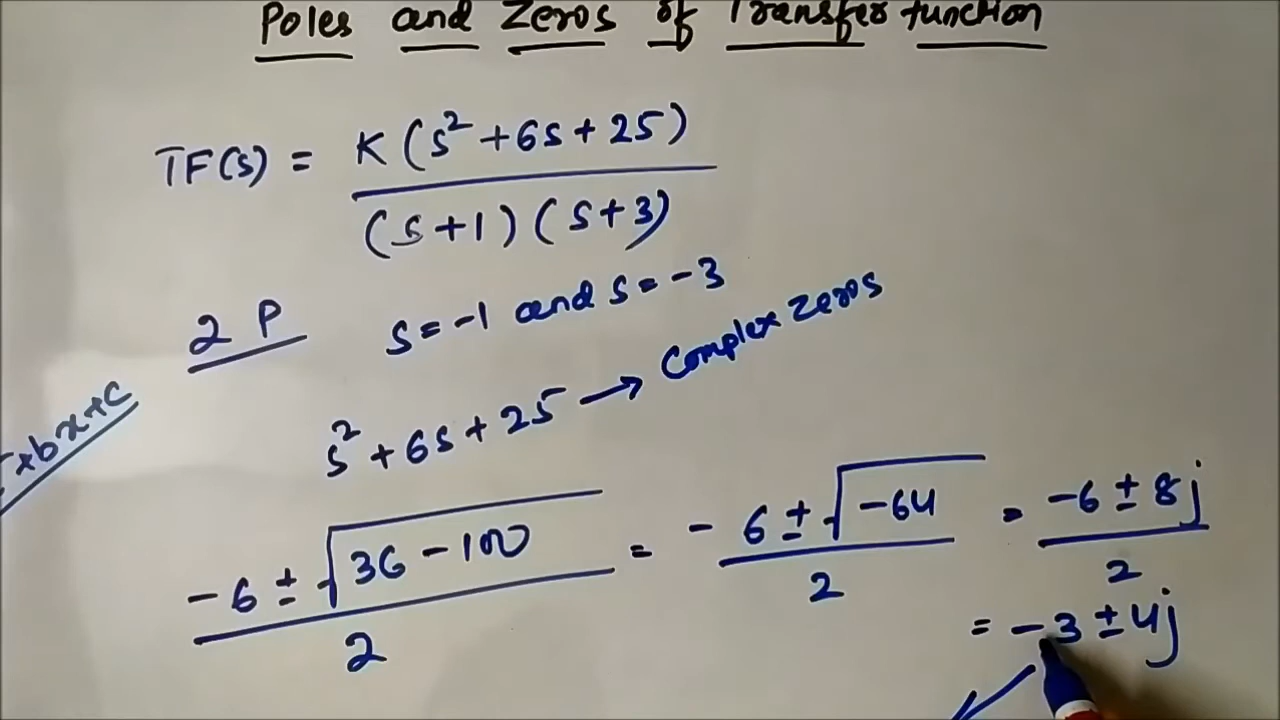 Poles and Zeros of Transfer function
TF(s) = K(s²+6s+25) / (s+1)(s+3)
2 P s=-1 and s=-3
s²+6s+25 → Complex zeros
+bx+c
-6±√36-100 / 2 = -6±√-64 / 2 = -6±8j / 2
= -3±4j